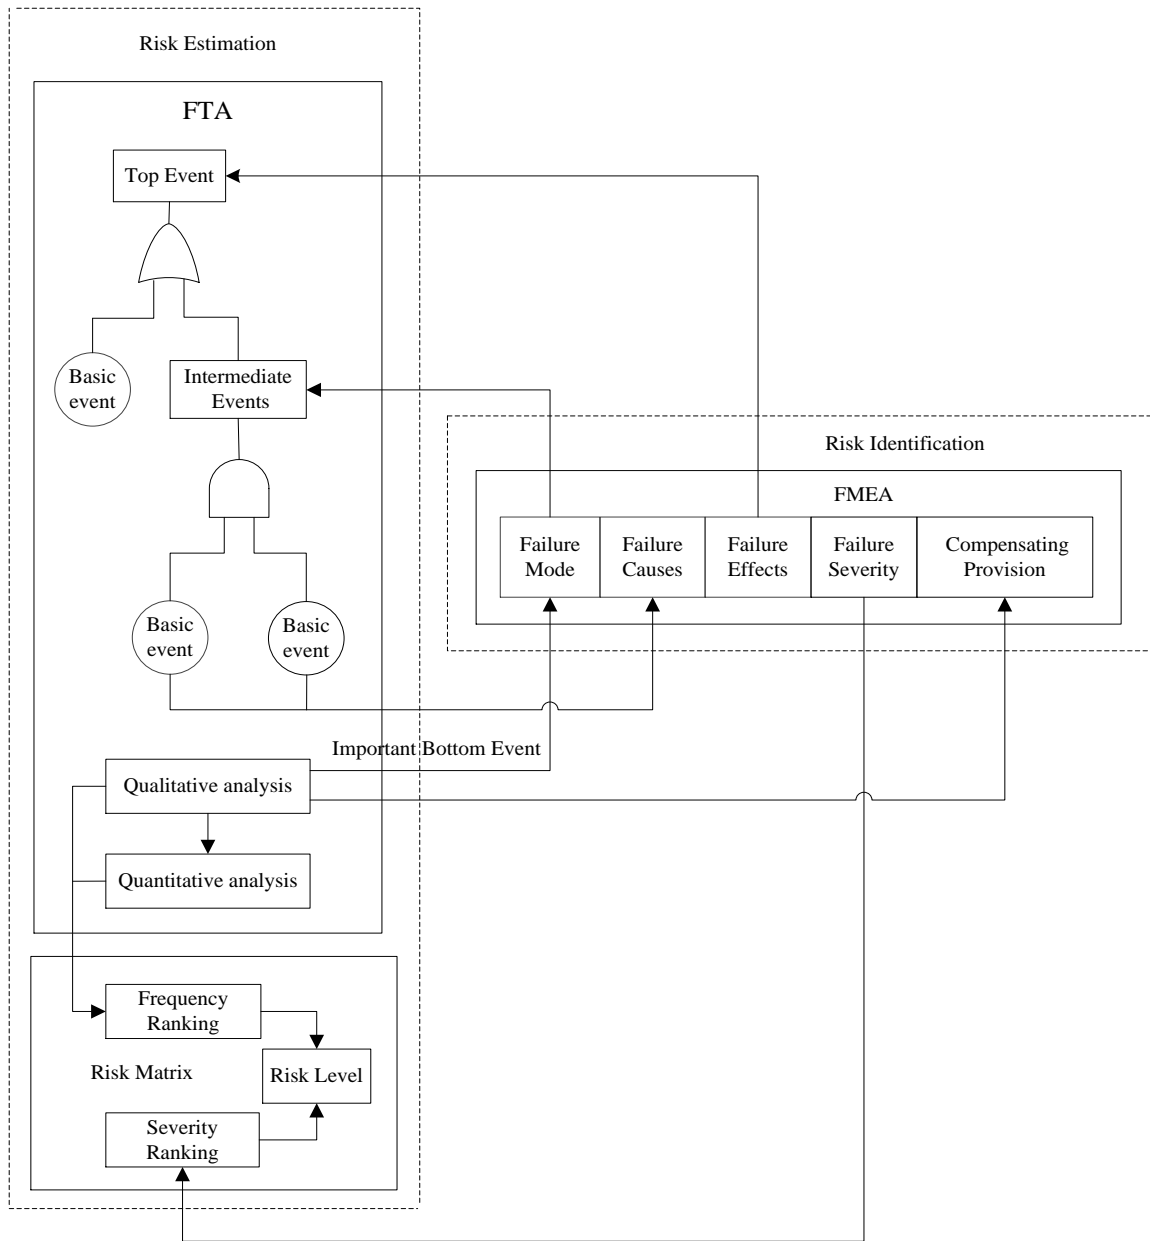 Risk Estimation
FTA
Top Event
Basic
event
Intermediate
Events
Risk Identification
FMEA
Failure
Mode
Failure
Causes
Failure
Effects
Failure
Severity
Compensating
Provision
Basic
event
Basic
event
Important Bottom Event
Qualitative analysis
Quantitative analysis
Frequency
Ranking
Risk Matrix
Risk Level
Severity
Ranking